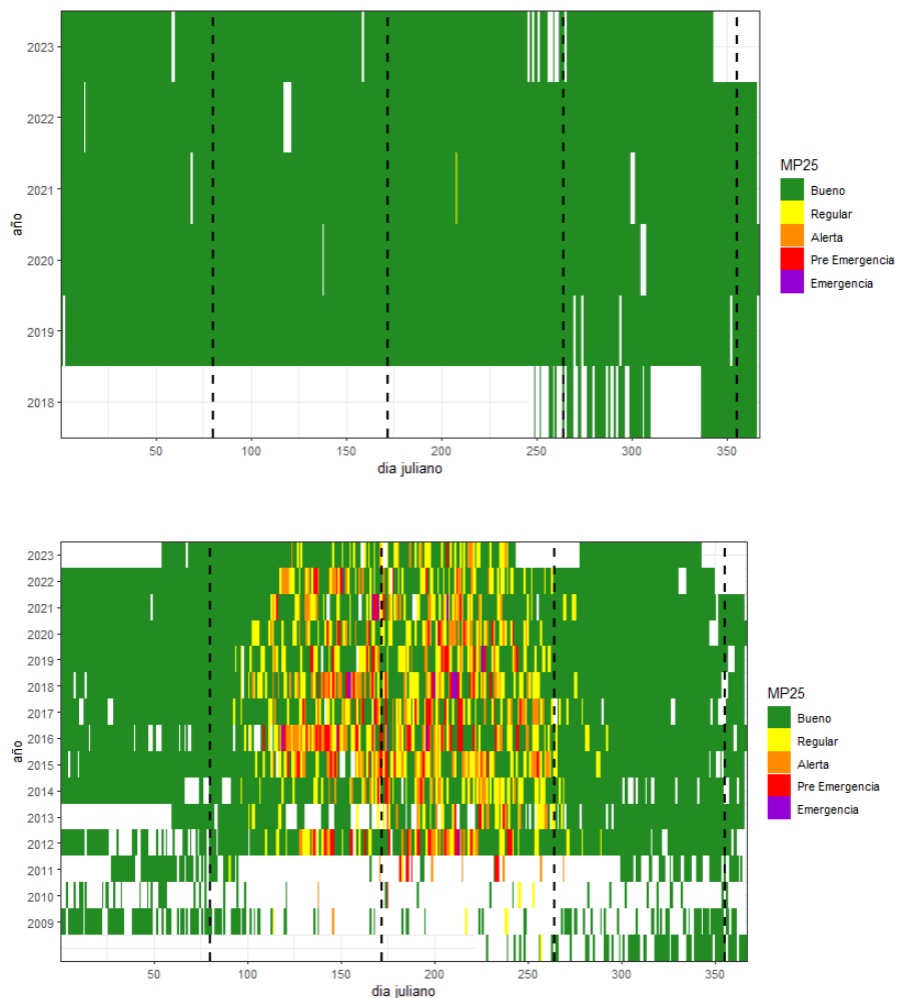 2023
2022
2021
2020
2019
2018
año
50 100 150 200 250 300 350
dia juliano
MP25
Bueno
Regular
Alerta
Pre Emergencia
Emergencia
2023
2022
2021
2020
2019
2018
2017
2016
2015
2014
2013
2012
2011
2010
2009
año
50 100 150 200 250 300 350
dia juliano
MP25
Bueno
Regular
Alerta
Pre Emergencia
Emergencia